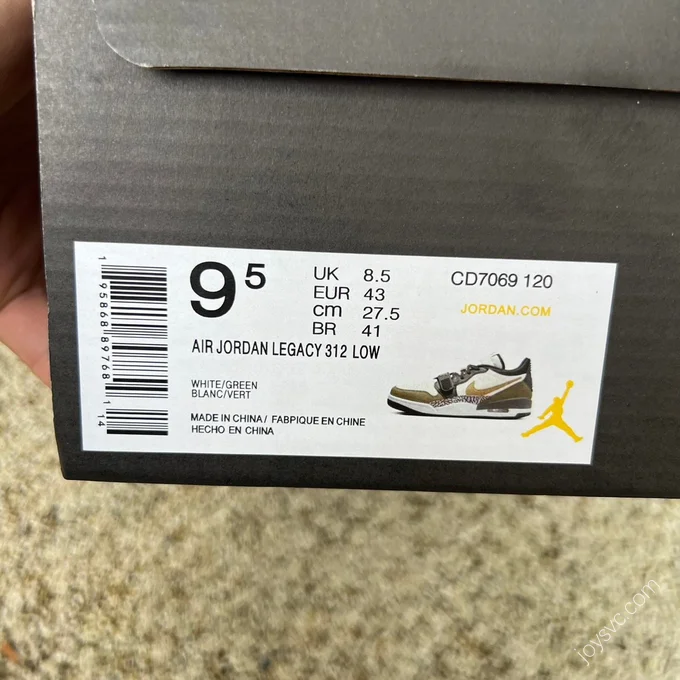 9⁵
UK 8.5
EUR 43
cm 27.5
BR 41
CD7069 120
JORDAN.COM
AIR JORDAN LEGACY 312 LOW
WHITE/GREEN
BLANC/VERT
MADE IN CHINA / FABPIQUE EN CHINE
HECHO EN CHINA
1 95868 89768 1 14
joysvc.com